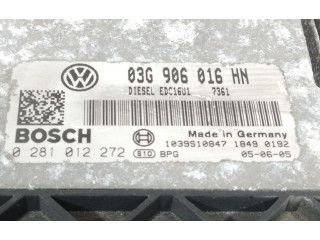 03G 906 016 HN
DIESEL EDC16U1 7361
BOSCH
Made in Germany
1039S10847 1849 0192
0 281 012 272 810 BPG 05-06-05